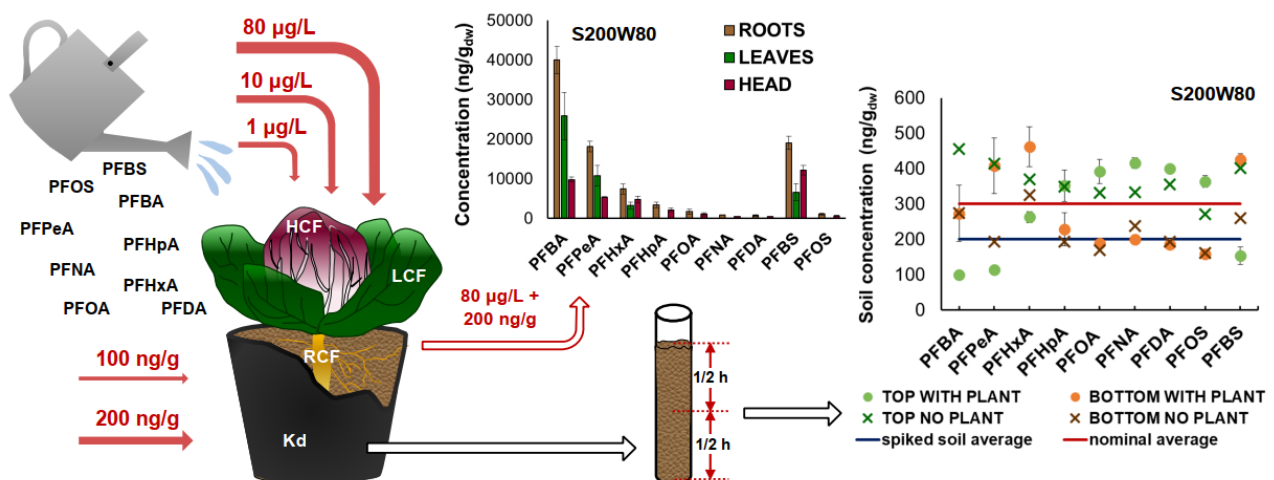 80 µg/L
10 µg/L
1 µg/L
PFBS
PFOS
PFBA
PFPeA
PFHpA
PFNA
PFHxA
PFOA
PFDA
HCF
LCF
RCF
Kd
100 ng/g
200 ng/g
80 µg/L +
200 ng/g
S200W80
Concentration (ng/gdw)
50000
40000
30000
20000
10000
0
ROOTS
LEAVES
HEAD
PFBA
PFPeA
PFHxA
PFHpA
PFOA
PFNA
PFDA
PFBS
PFOS
1/2 h
1/2 h
S200W80
Soil concentration (ng/gdw)
600
500
400
300
200
100
0
PFBA
PFPeA
PFHxA
PFHpA
PFOA
PFNA
PFDA
PFOS
PFBS
TOP WITH PLANT
BOTTOM WITH PLANT
TOP NO PLANT
BOTTOM NO PLANT
spiked soil average
nominal average